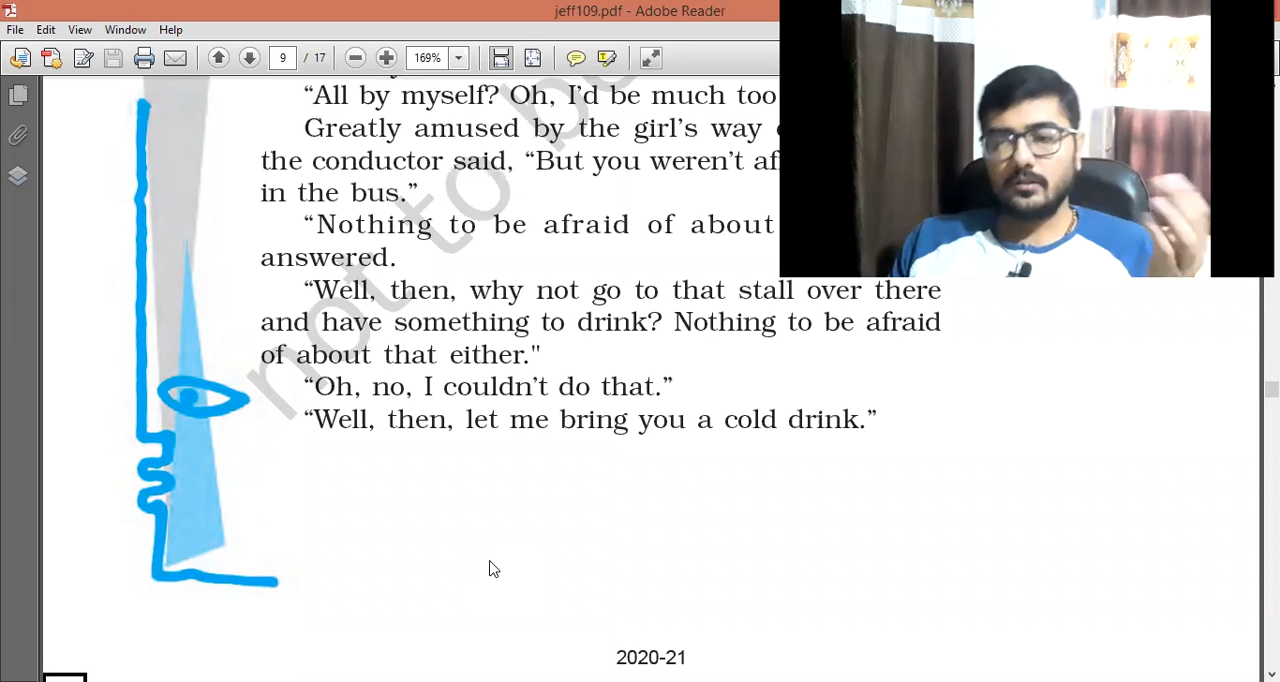 jeff109.pdf - Adobe Reader
File Edit View Window Help
9 / 17 169%
“All by myself? Oh, I’d be much too
Greatly amused by the girl’s way
the conductor said, “But you weren’t
in the bus.”
“Nothing to be afraid of about
answered.
“Well, then, why not go to that stall over there
and have something to drink? Nothing to be afraid
of about that either."
“Oh, no, I couldn’t do that.”
“Well, then, let me bring you a cold drink.”
not to be
2020-21